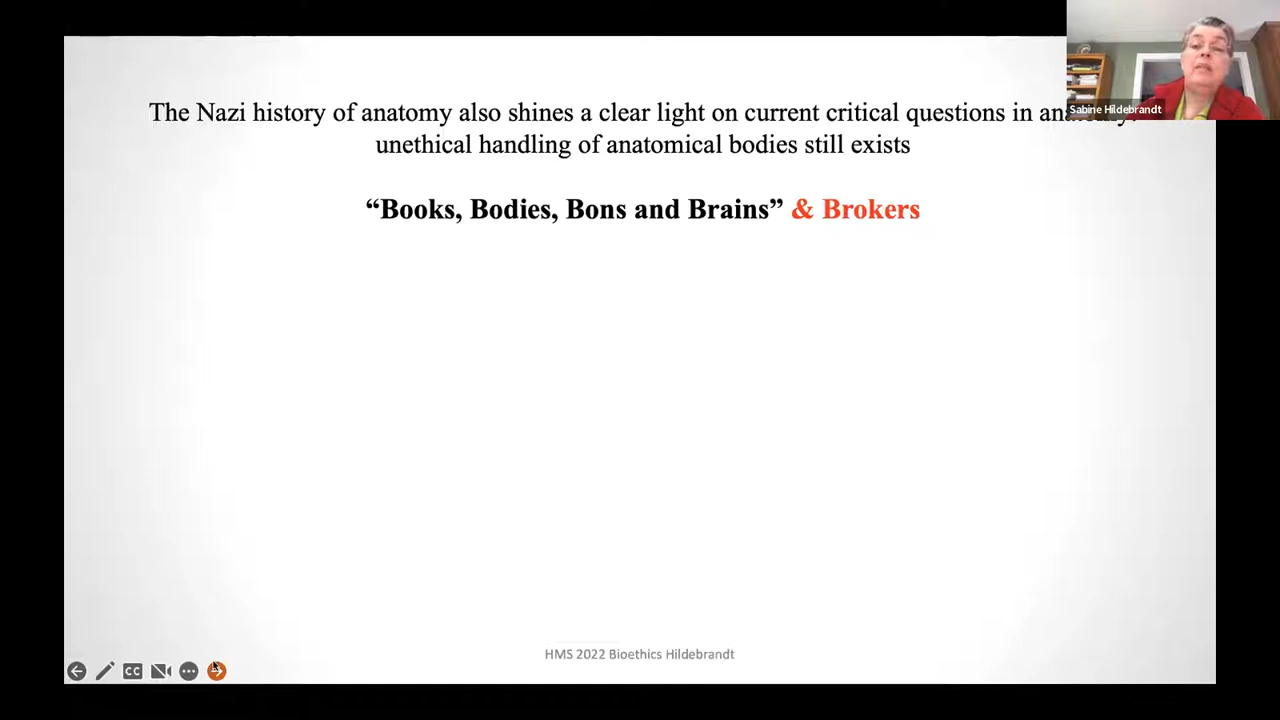 The Nazi history of anatomy also shines a clear light on current critical questions in
unethical handling of anatomical bodies still exists
“Books, Bodies, Bons and Brains” & Brokers
Sabine Hildebrandt
HMS 2022 Bioethics Hildebrandt
CC